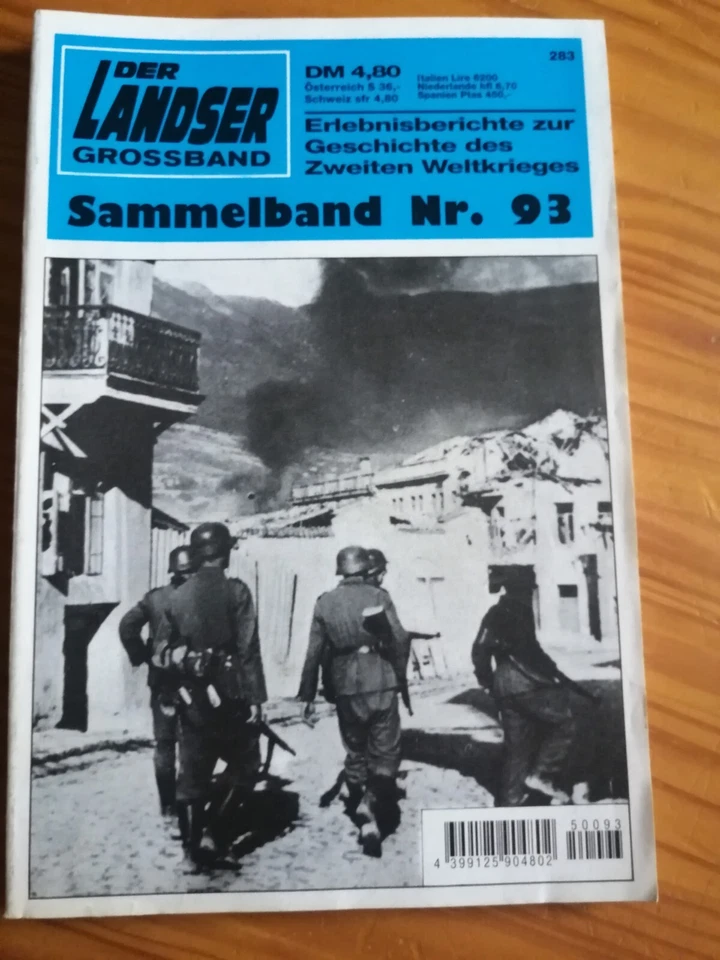 283
DER
LANDSER
GROSSBAND
DM 4,80
Österreich S 36,-
Schweiz sfr 4,80
Italien Lire 6200
Niederlande hfl 6,70
Spanien Ptas 450,-
Erlebnisberichte zur
Geschichte des
Zweiten Weltkrieges
Sammelband Nr. 93
50093
4 399125 904802